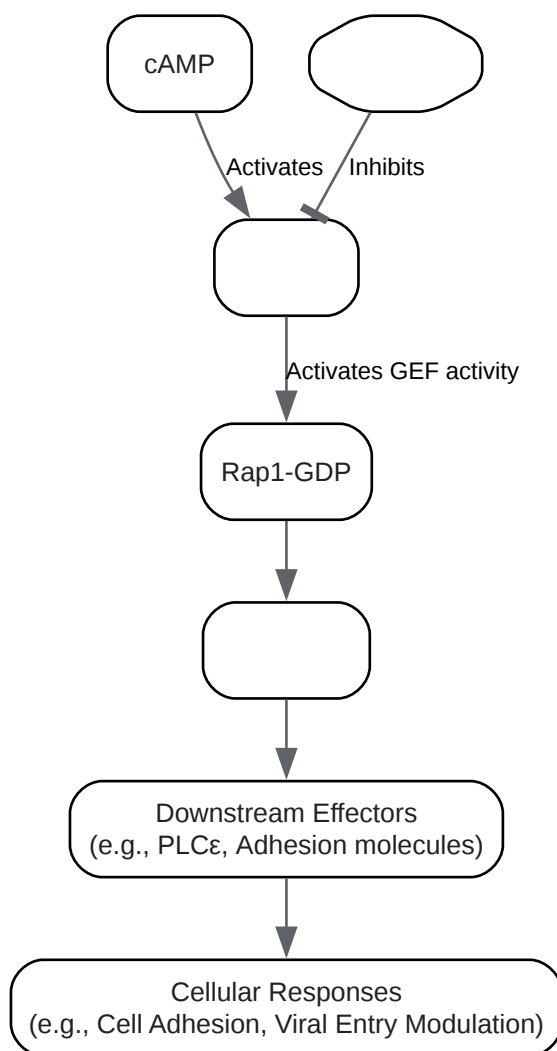 cAMP
Activates
Inhibits
Activates GEF activity
Rap1-GDP
Downstream Effectors
(e.g., PLCε, Adhesion molecules)
Cellular Responses
(e.g., Cell Adhesion, Viral Entry Modulation)